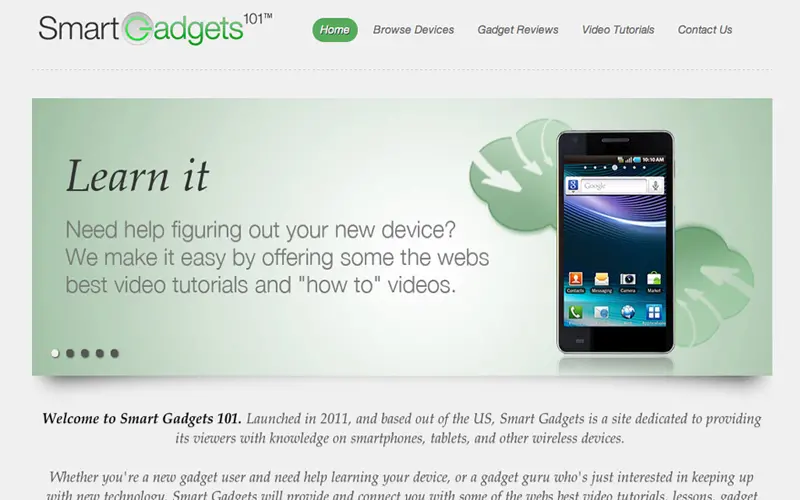 Smart Gadgets 101™
Home Browse Devices Gadget Reviews Video Tutorials Contact Us
Learn it
Need help figuring out your new device?
We make it easy by offering some the webs
best video tutorials and "how to" videos.
10:10 AM
Google
Contacts Messaging Camera Market
Welcome to Smart Gadgets 101. Launched in 2011, and based out of the US, Smart Gadgets is a site dedicated to providing
its viewers with knowledge on smartphones, tablets, and other wireless devices.
Whether you're a new gadget user and need help learning your device, or a gadget guru who's just interested in keeping up
with new technology, Smart Gadgets will provide and connect you with some of the webs best video tutorials, lessons, gadget